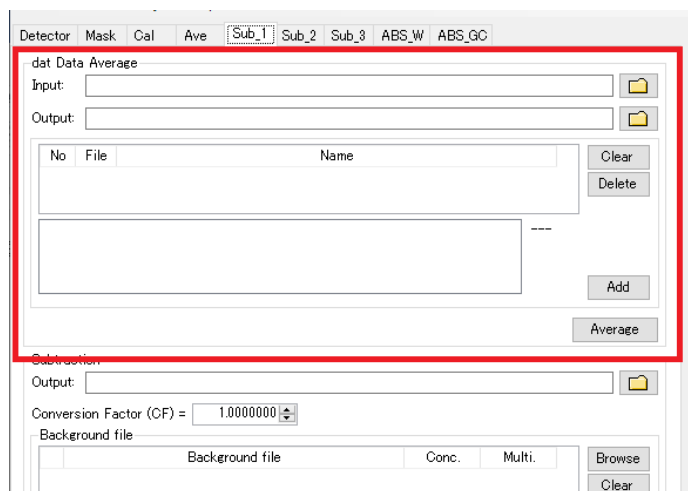 Detector Mask Cal Ave Sub_1 Sub_2 Sub_3 ABS_W ABS_GC
dat Data Average
Input:
Output:
No File Name
Clear
Delete
---
Add
Average
Subtraction
Output:
Conversion Factor (CF) = 1.0000000
Background file
Background file Conc. Multi.
Browse
Clear